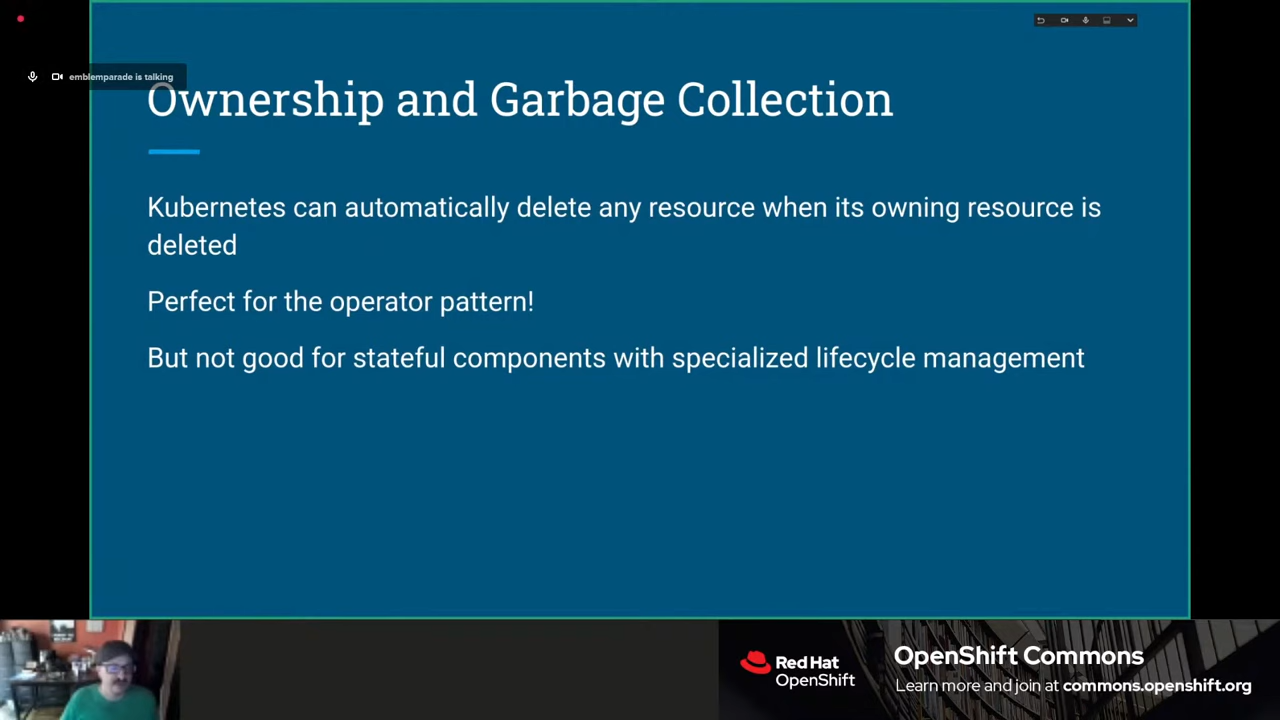 emblemparade is talking
Ownership and Garbage Collection
Kubernetes can automatically delete any resource when its owning resource is
deleted
Perfect for the operator pattern!
But not good for stateful components with specialized lifecycle management
Red Hat
OpenShift
OpenShift Commons
Learn more and join at commons.openshift.org